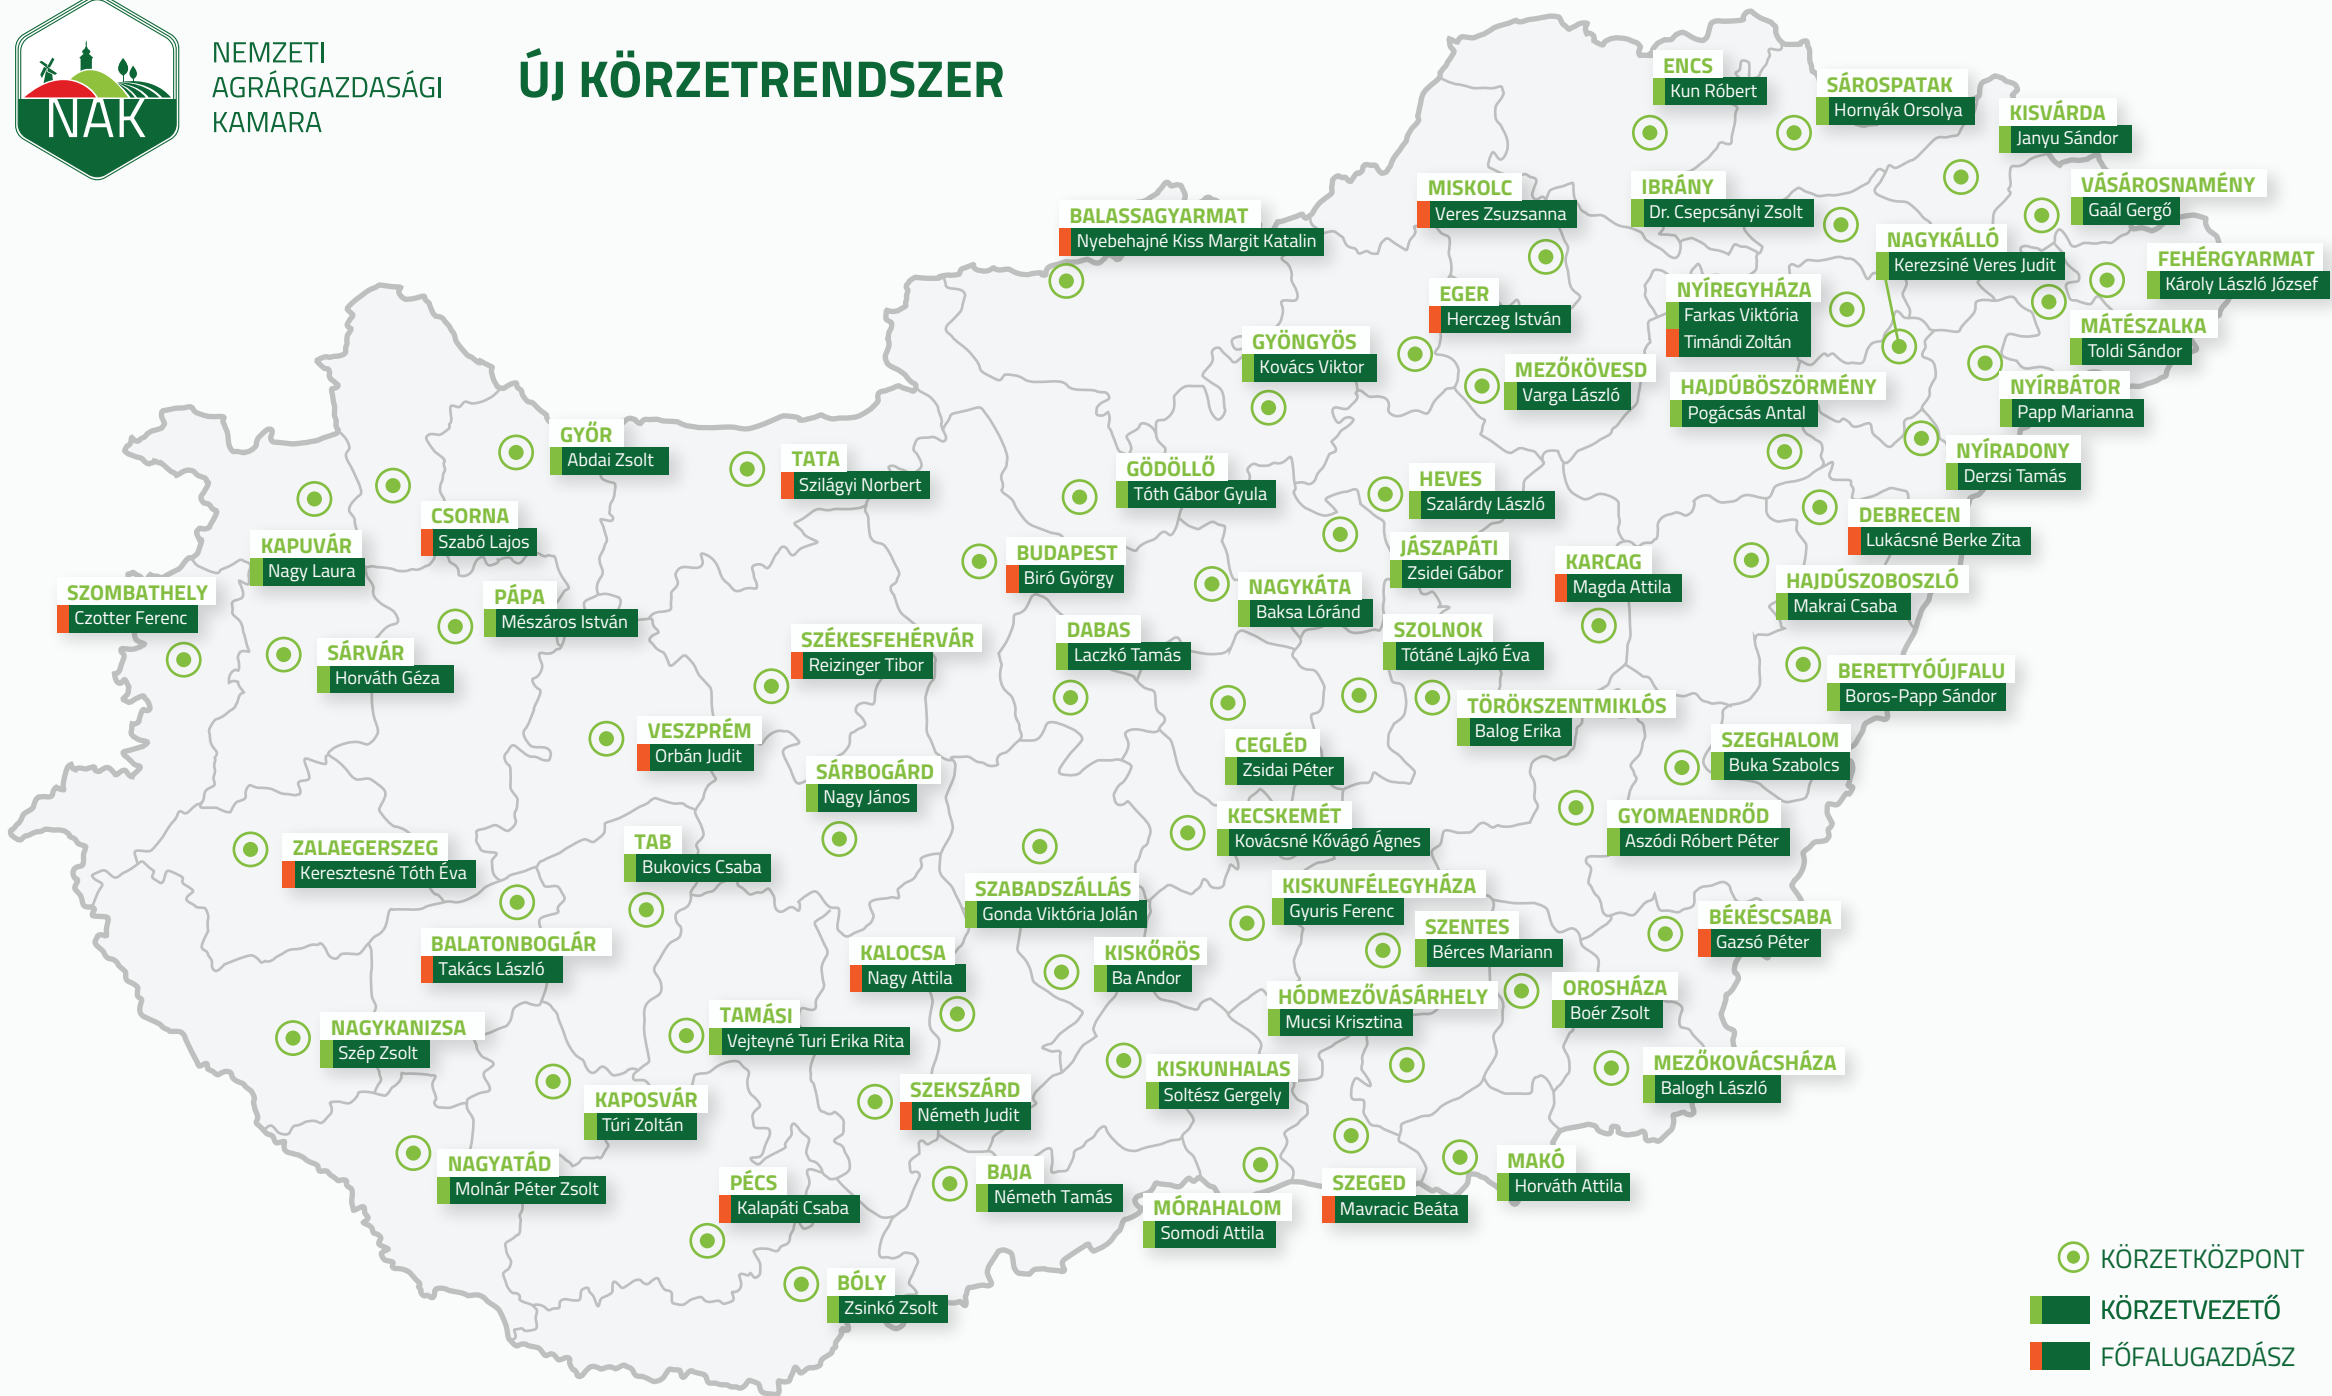 NAK
NEMZETI
AGRÁRGAZDASÁGI
KAMARA
ÚJ KÖRZETRENDSZER
ENCS
Kun Róbert
SÁROSPATAK
Hornyák Orsolya
KISVÁRDA
Janyu Sándor
MISKOLC
Veres Zsuzsanna
IBRÁNY
Dr. Csepcsányi Zsolt
VÁSÁROSNAMÉNY
Gaál Gergő
BALASSAGYARMAT
Nyebehajné Kiss Margit Katalin
NAGYKÁLLÓ
Kerezsiné Veres Judit
FEHÉRGYARMAT
Károly László József
EGER
Herczeg István
NYÍREGYHÁZA
Farkas Viktória
Timándi Zoltán
MÁTÉSZALKA
Toldi Sándor
GYÖNGYÖS
Kovács Viktor
MEZŐKÖVESD
Varga László
HAJDÚBÖSZÖRMÉNY
Pogácsás Antal
NYÍRBÁTOR
Papp Marianna
GYŐR
Abdai Zsolt
TATA
Szilágyi Norbert
GÖDÖLLŐ
Tóth Gábor Gyula
HEVES
Szalárdy László
NYÍRADONY
Derzsi Tamás
CSORNA
Szabó Lajos
DEBRECEN
Lukácsné Berke Zita
KAPUVÁR
Nagy Laura
BUDAPEST
Biró György
JÁSZAPÁTI
Zsidei Gábor
KARCAG
Magda Attila
HAJDÚSZOBOSZLÓ
Makrai Csaba
SZOMBATHELY
Czotter Ferenc
PÁPA
Mészáros István
NAGYKÁTA
Baksa Lóránd
SÁRVÁR
Horváth Géza
SZÉKESFEHÉRVÁR
Reizinger Tibor
DABAS
Laczkó Tamás
SZOLNOK
Tótáné Lajkó Éva
BERETTYÓÚJFALU
Boros-Papp Sándor
TÖRÖKSZENTMIKLÓS
Balog Erika
VESZPRÉM
Orbán Judit
CEGLÉD
Zsidai Péter
SZEGHALOM
Buka Szabolcs
SÁRBOGÁRD
Nagy János
KECSKEMÉT
Kovácsné Kővágó Ágnes
GYOMAENDRŐD
Aszódi Róbert Péter
ZALAEGERSZEG
Keresztesné Tóth Éva
TAB
Bukovics Csaba
SZABADSZÁLLÁS
Gonda Viktória Jolán
KISKUNFÉLEGYHÁZA
Gyuris Ferenc
BÉKÉSCSABA
Gazsó Péter
BALATONBOGLÁR
Takács László
SZENTES
Bérces Mariann
KALOCSA
Nagy Attila
KISKŐRÖS
Ba Andor
HÓDMEZŐVÁSÁRHELY
Mucsi Krisztina
OROSHÁZA
Boér Zsolt
NAGYKANIZSA
Szép Zsolt
TAMÁSI
Vejteyné Turi Erika Rita
KISKUNHALAS
Soltész Gergely
MEZŐKOVÁCSHÁZA
Balogh László
KAPOSVÁR
Túri Zoltán
SZEKSZÁRD
Németh Judit
NAGYATÁD
Molnár Péter Zsolt
PÉCS
Kalapáti Csaba
BAJA
Németh Tamás
MAKÓ
Horváth Attila
MÓRAHALOM
Somodi Attila
SZEGED
Mavracic Beáta
BÓLY
Zsinkó Zsolt
KÖRZETKÖZPONT
KÖRZETVEZETŐ
FŐFALUGAZDÁSZ